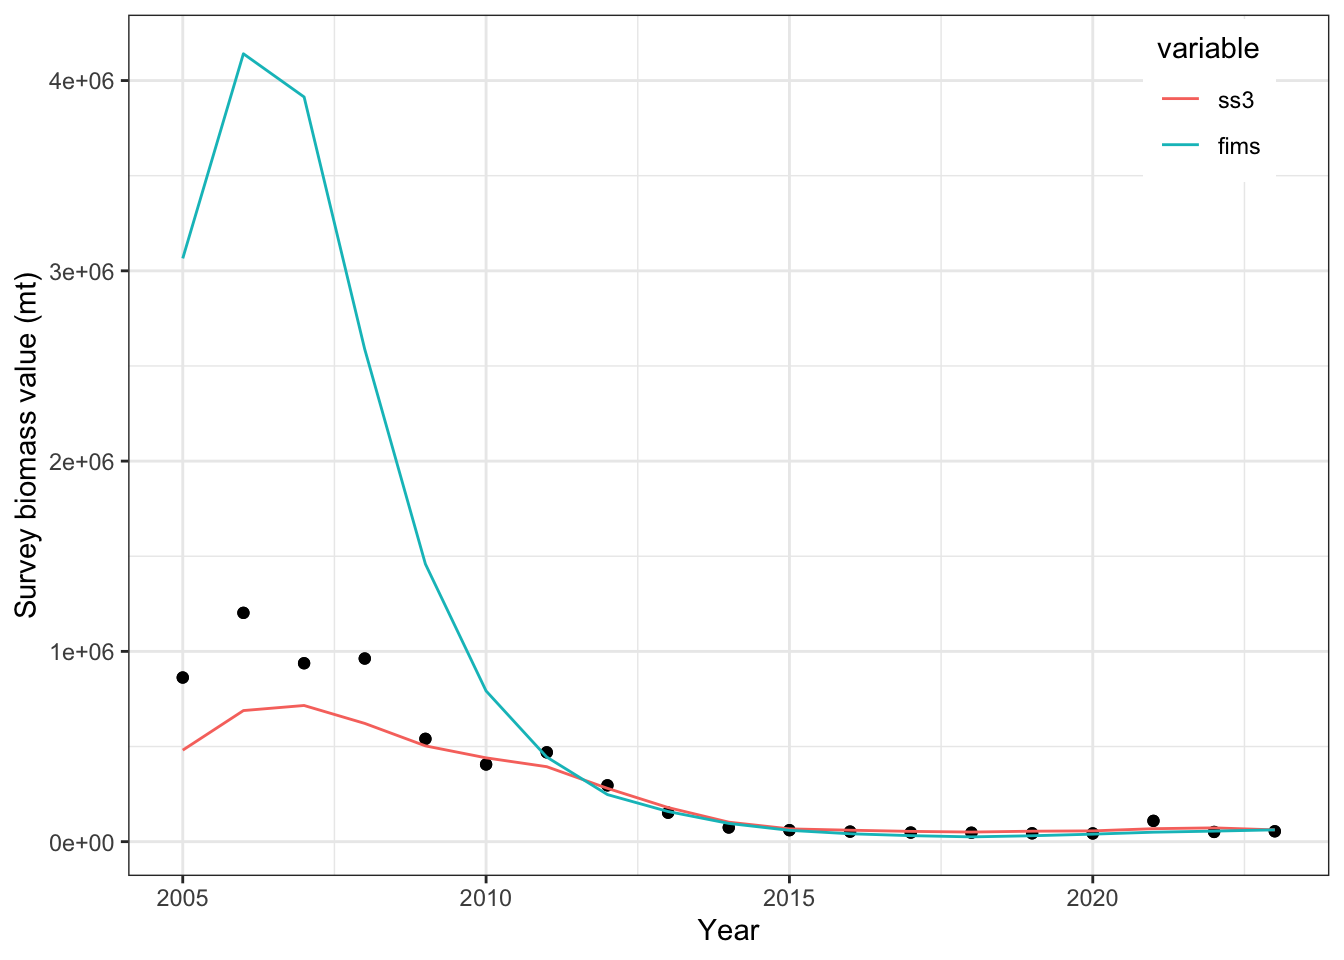 variable
ss3
fims
Survey biomass value (mt)
4e+06
3e+06
2e+06
1e+06
0e+00
2005
2010
2015
2020
Year